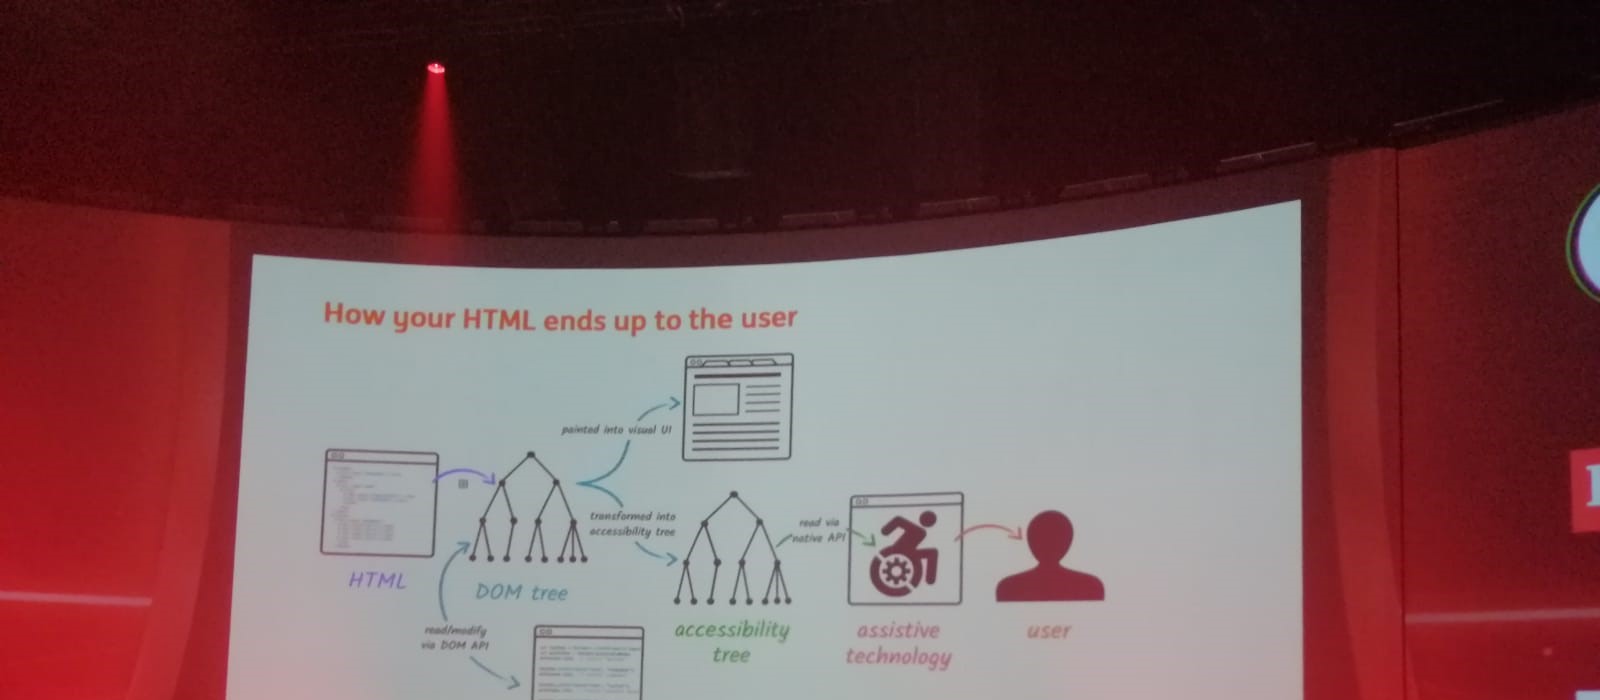 How your HTML ends up to the user
painted into visual UI
transformed into
accessibility tree
read via
native API
HTML
DOM tree
read/modify
via DOM API
accessibility
tree
assistive
technology
user